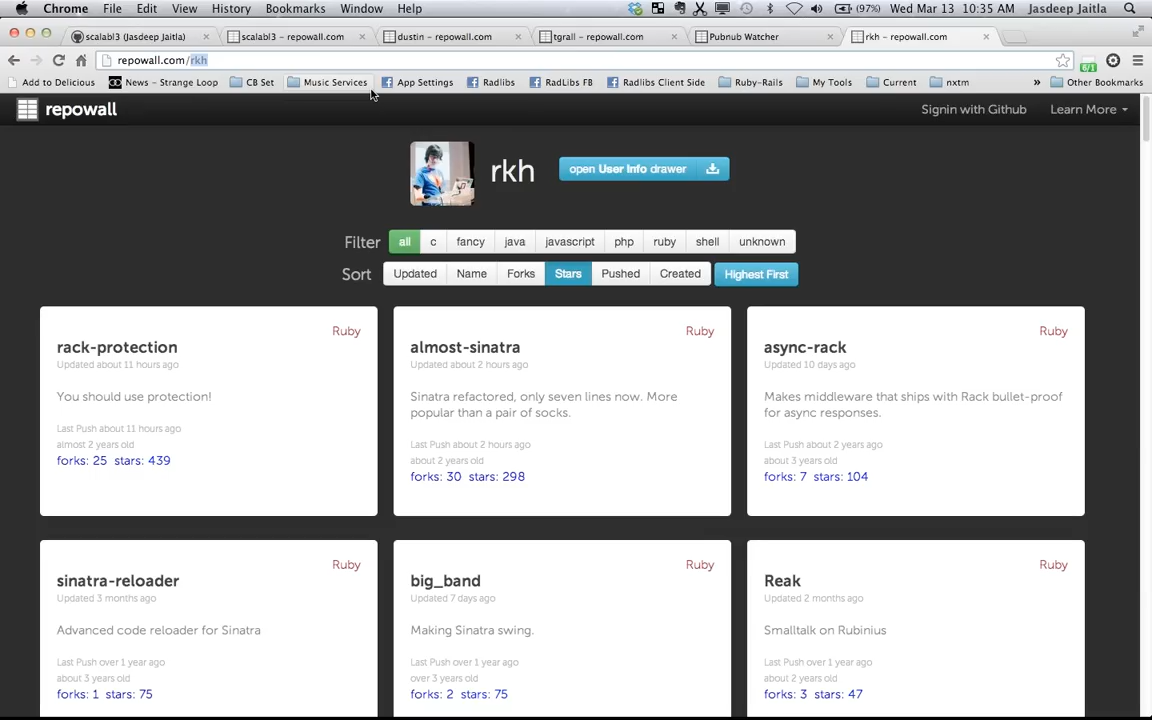 Chrome File Edit View History Bookmarks Window Help (97%) Wed Mar 13 10:35 AM Jasdeep Jaitla
scalabl3 (Jasdeep Jaitla) scalabl3 – repowall.com dustin – repowall.com tgrall – repowall.com Pubnub Watcher rkh – repowall.com
repowall.com/rkh 6/1
Add to Delicious News – Strange Loop CB Set Music Services App Settings Radlibs RadLibs FB Radlibs Client Side Ruby-Rails My Tools Current nxtm » Other Bookmarks
repowall Signin with Github Learn More
rkh open User Info drawer
Filter all c fancy java javascript php ruby shell unknown
Sort Updated Name Forks Stars Pushed Created Highest First
Ruby
rack-protection
Updated about 11 hours ago
You should use protection!
Last Push about 11 hours ago
almost 2 years old
forks: 25 stars: 439
Ruby
almost-sinatra
Updated about 2 hours ago
Sinatra refactored, only seven lines now. More
popular than a pair of socks.
Last Push about 2 hours ago
about 2 years old
forks: 30 stars: 298
Ruby
async-rack
Updated 10 days ago
Makes middleware that ships with Rack bullet-proof
for async responses.
Last Push about 2 years ago
about 3 years old
forks: 7 stars: 104
Ruby
sinatra-reloader
Updated 3 months ago
Advanced code reloader for Sinatra
Last Push over 1 year ago
about 3 years old
forks: 1 stars: 75
Ruby
big_band
Updated 7 days ago
Making Sinatra swing.
Last Push over 1 year ago
over 3 years old
forks: 2 stars: 75
Ruby
Reak
Updated 2 months ago
Smalltalk on Rubinius
Last Push over 1 year ago
about 2 years old
forks: 3 stars: 47